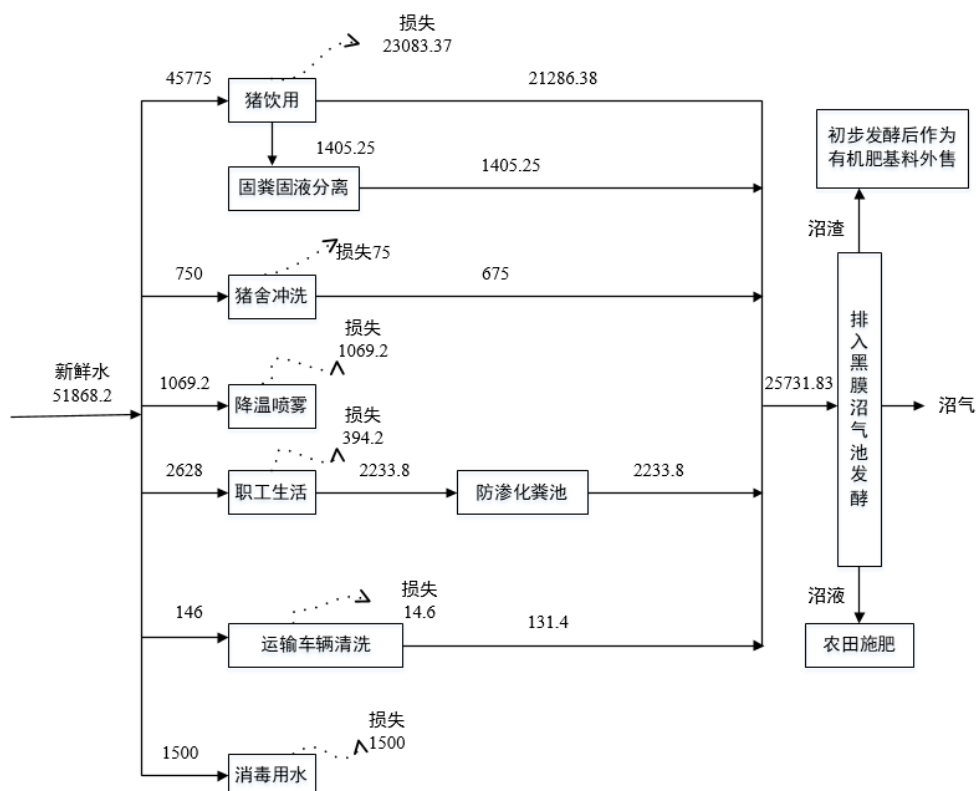 损失
23083.37
45775
猪饮用
21286.38
1405.25
固粪固液分离
1405.25
初步发酵后作为
有机肥基料外售
沼渣
750
猪舍冲洗
损失75
675
新鲜水
51868.2
1069.2
降温喷雾
损失
1069.2
25731.83
排入黑膜沼气池发酵
沼气
2628
职工生活
损失
394.2
2233.8
防渗化粪池
2233.8
146
运输车辆清洗
损失
14.6
131.4
沼液
农田施肥
1500
消毒用水
损失
1500